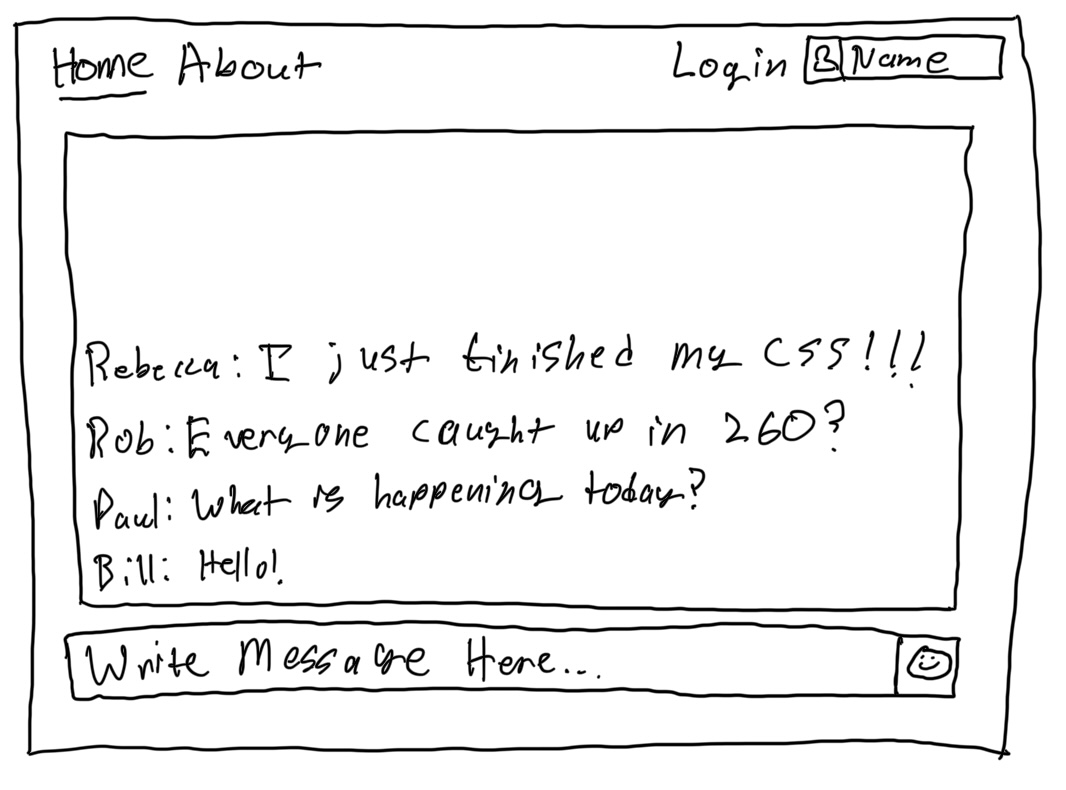 Home About Login Name
Rebecca: I just finished my CSS!!!
Rob: Everyone caught up in 260?
Paul: What is happening today?
Bill: Hello!
Write Message Here...